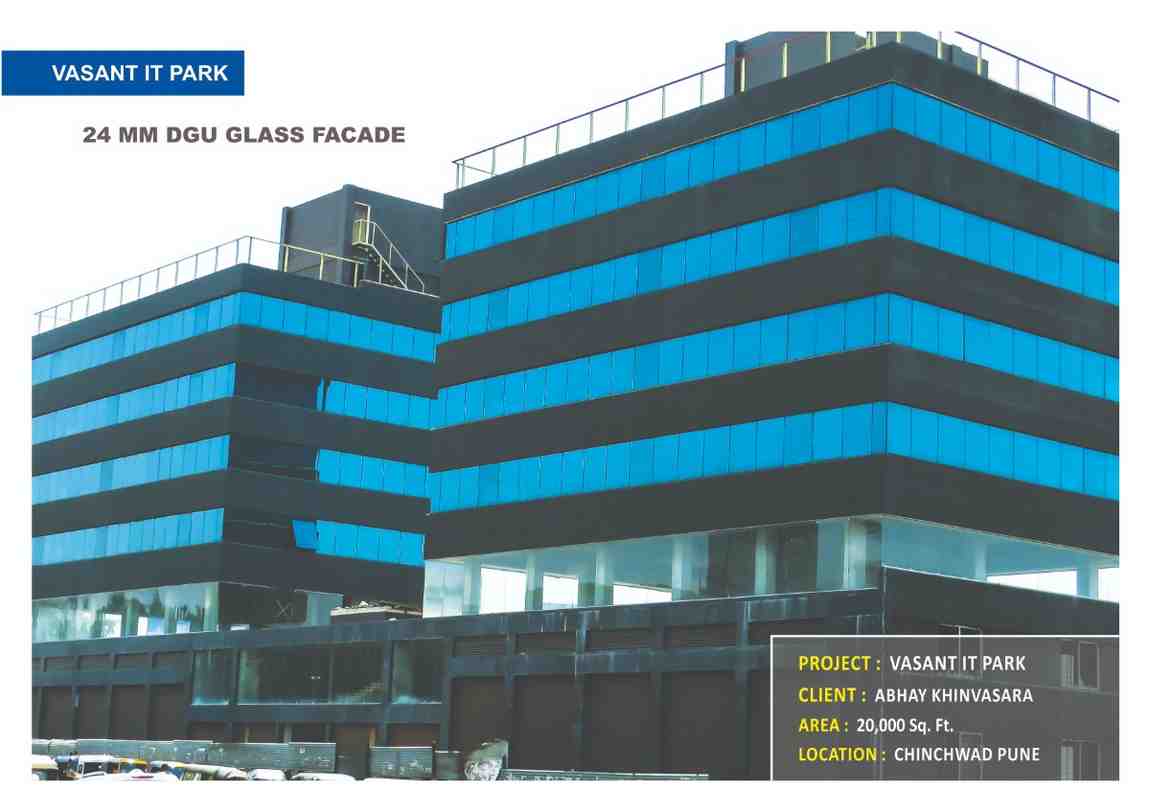 VASANT IT PARK
24 MM DGU GLASS FACADE
PROJECT : VASANT IT PARK
CLIENT : ABHAY KHINVASARA
AREA : 20,000 Sq. Ft.
LOCATION : CHINCHWAD PUNE